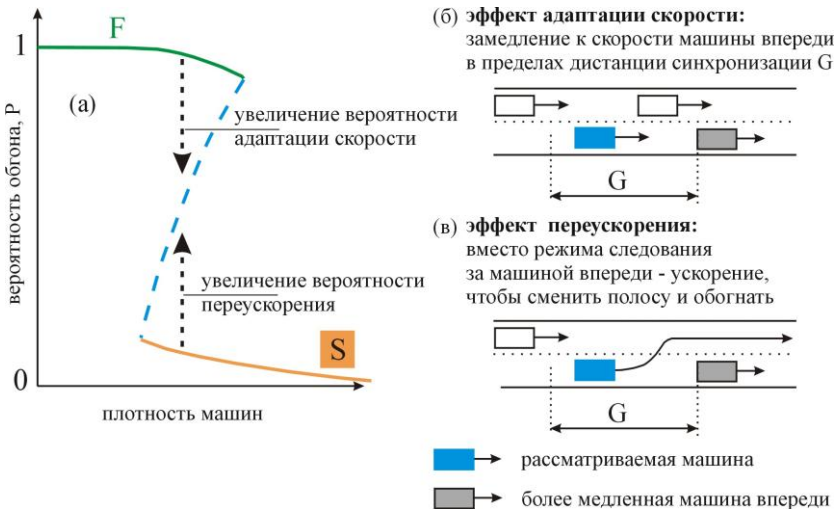 1
F
(а)
увеличение вероятности
адаптации скорости
вероятность обгона, P
увеличение вероятности
переускорения
S
0
плотность машин
(б) эффект адаптации скорости:
замедление к скорости машины впереди
в пределах дистанции синхронизации G
G
(в) эффект переускорения:
вместо режима следования
за машиной впереди - ускорение,
чтобы сменить полосу и обогнать
G
рассматриваемая машина
более медленная машина впереди